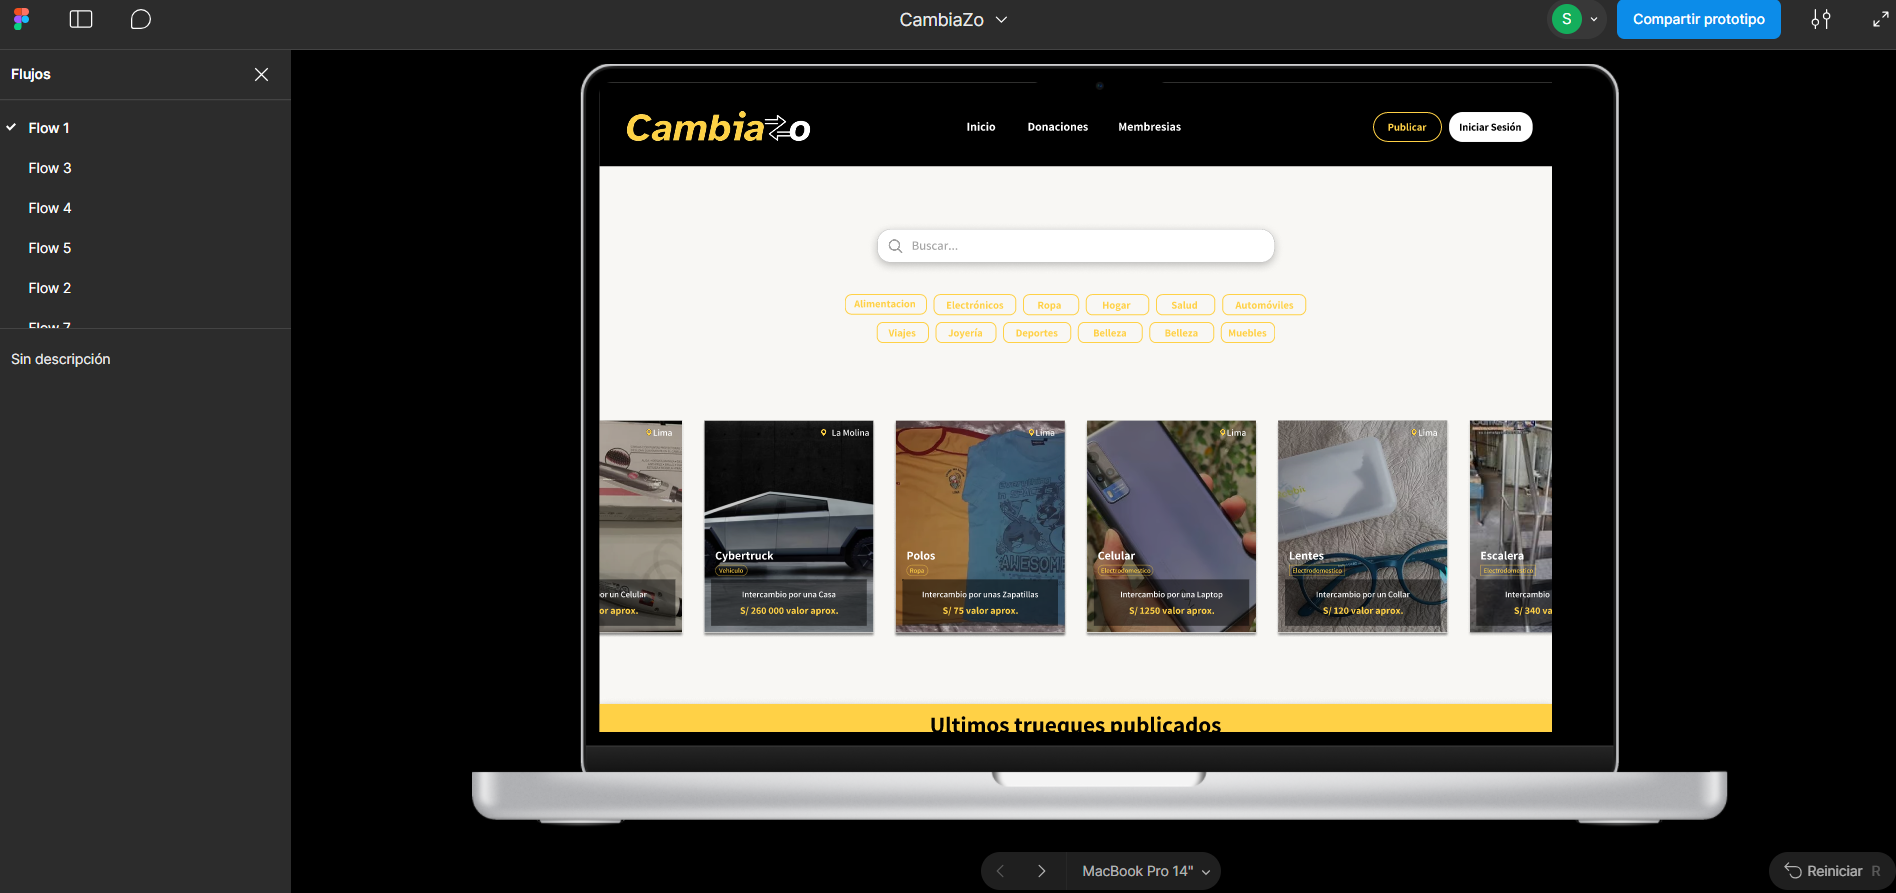 CambiaZo
S
Compartir prototipo
Flujos
Flow 1
Flow 3
Flow 4
Flow 5
Flow 2
Flow 7
Sin descripción
Cambiazo
Inicio
Donaciones
Membresias
Publicar
Iniciar Sesión
Buscar...
Alimentacion
Electrónicos
Ropa
Hogar
Salud
Automóviles
Viajes
Joyería
Deportes
Belleza
Belleza
Muebles
Lima
or un Celular
or aprox.
La Molina
Cybertruck
Vehiculo
Intercambio por una Casa
S/ 260 000 valor aprox.
Lima
AWESOME
Polos
Ropa
Intercambio por unas Zapatillas
S/ 75 valor aprox.
Lima
Celular
Electrodomestico
Intercambio por una Laptop
S/ 1250 valor aprox.
Lima
Lentes
Electrodomestico
Intercambio por un Collar
S/ 120 valor aprox.
Escalera
Electrodomestico
Intercambio
S/ 340 va
Ultimos trueques publicados
MacBook Pro 14"
Reiniciar R